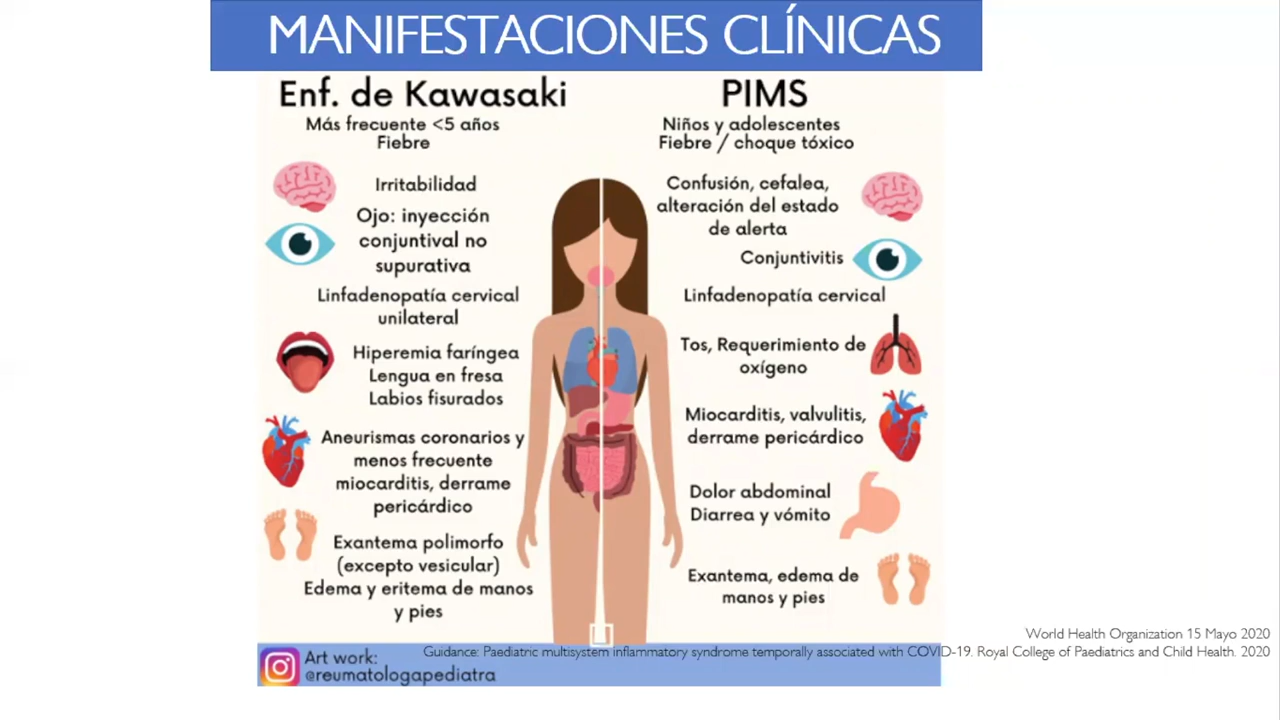 MANIFESTACIONES CLÍNICAS
Enf. de Kawasaki
Más frecuente <5 años
Fiebre
Irritabilidad
Ojo: inyección
conjuntival no
supurativa
Linfadenopatía cervical
unilateral
Hiperemia faríngea
Lengua en fresa
Labios fisurados
Aneurismas coronarios y
menos frecuente
miocarditis, derrame
pericárdico
Exantema polimorfo
(excepto vesicular)
Edema y eritema de manos
y pies
PIMS
Niños y adolescentes
Fiebre / choque tóxico
Confusión, cefalea,
alteración del estado
de alerta
Conjuntivitis
Linfadenopatía cervical
Tos, Requerimiento de
oxígeno
Miocarditis, valvulitis,
derrame pericárdico
Dolor abdominal
Diarrea y vómito
Exantema, edema de
manos y pies
World Health Organization 15 Mayo 2020
Guidance: Paediatric multisystem inflammatory syndrome temporally associated with COVID-19. Royal College of Paediatrics and Child Health. 2020
Art work:
@reumatologapediatra